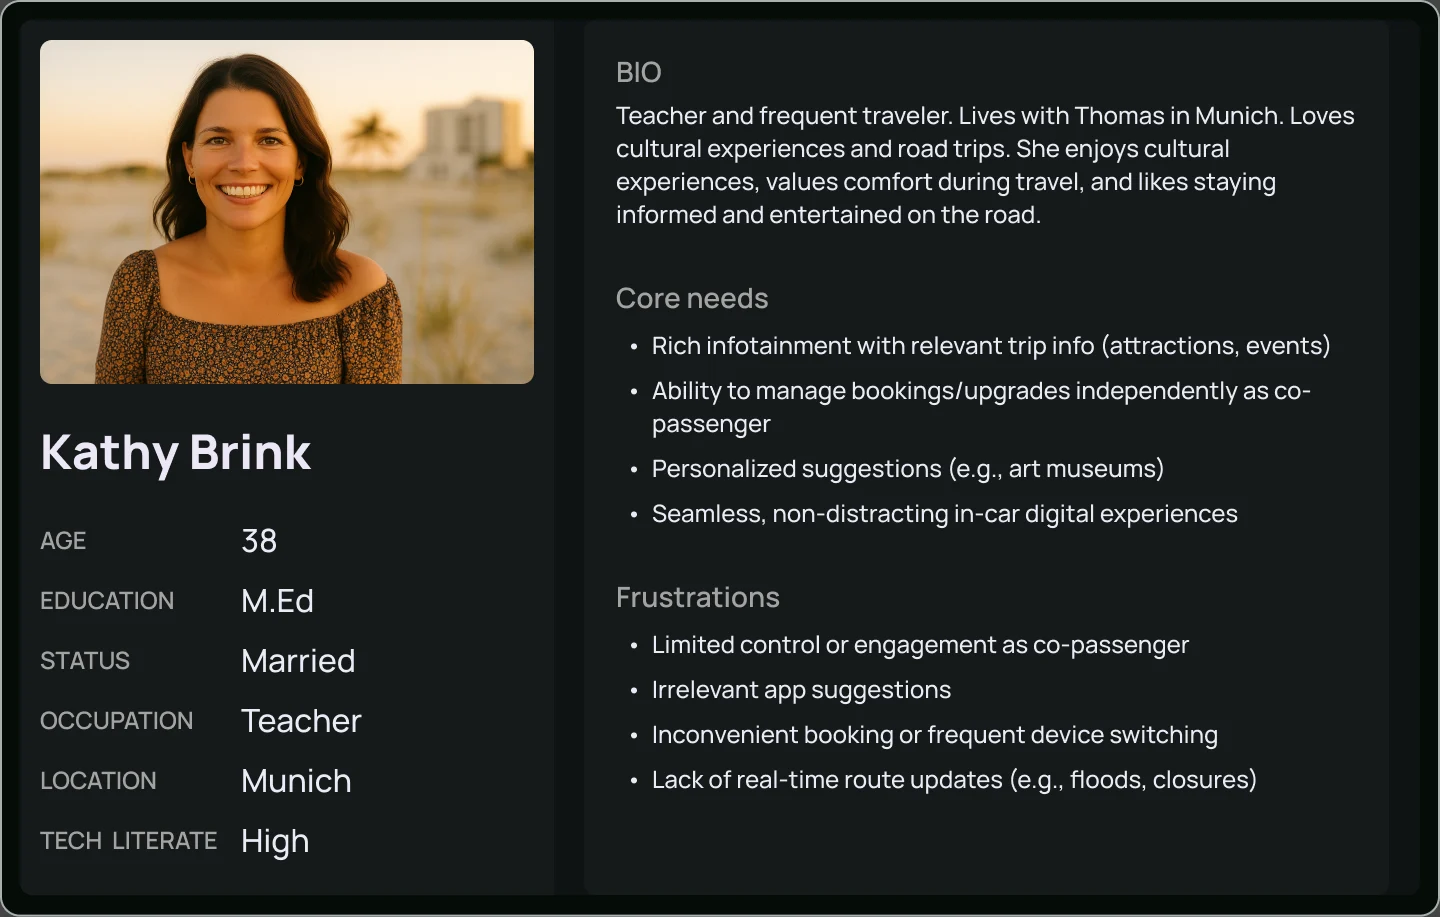 Kathy Brink
AGE 38
EDUCATION M.Ed
STATUS Married
OCCUPATION Teacher
LOCATION Munich
TECH LITERATE High
BIO
Teacher and frequent traveler. Lives with Thomas in Munich. Loves
cultural experiences and road trips. She enjoys cultural
experiences, values comfort during travel, and likes staying
informed and entertained on the road.
Core needs
• Rich infotainment with relevant trip info (attractions, events)
• Ability to manage bookings/upgrades independently as co-
passenger
• Personalized suggestions (e.g., art museums)
• Seamless, non-distracting in-car digital experiences
Frustrations
• Limited control or engagement as co-passenger
• Irrelevant app suggestions
• Inconvenient booking or frequent device switching
• Lack of real-time route updates (e.g., floods, closures)